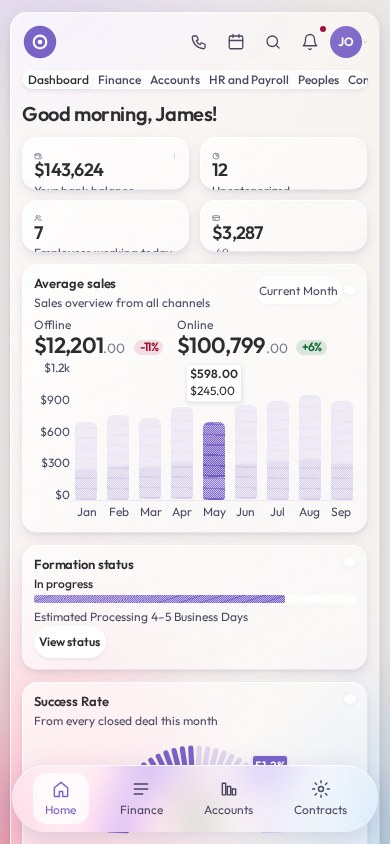 JO
Dashboard Finance Accounts HR and Payroll Peoples Con
Good morning, James!
$143,624
Your bank balance
12
Uncategorized
7
Employees working today
$3,287
Average sales
Sales overview from all channels
Current Month
Offline
$12,201.00 -11%
Online
$100,799.00 +6%
$598.00
$245.00
$1.2k
$900
$600
$300
$0
Jan Feb Mar Apr May Jun Jul Aug Sep
Formation status
In progress
Estimated Processing 4–5 Business Days
View status
Success Rate
From every closed deal this month
Home Finance Accounts Contracts